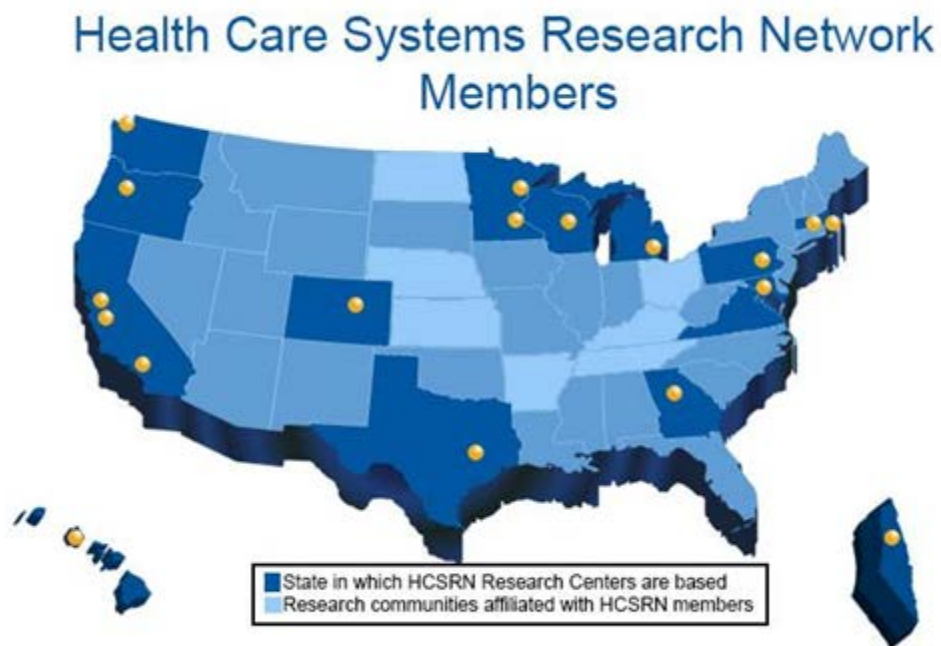 Health Care Systems Research Network
Members
State in which HCSRN Research Centers are based
Research communities affiliated with HCSRN members